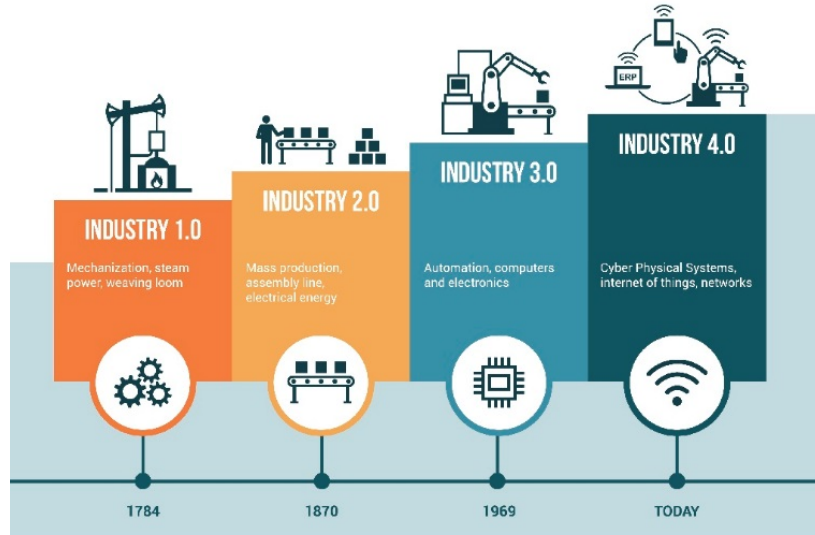 ERP
INDUSTRY 1.0
Mechanization, steam
power, weaving loom
INDUSTRY 2.0
Mass production,
assembly line,
electrical energy
INDUSTRY 3.0
Automation, computers
and electronics
INDUSTRY 4.0
Cyber Physical Systems,
internet of things, networks
1784
1870
1969
TODAY